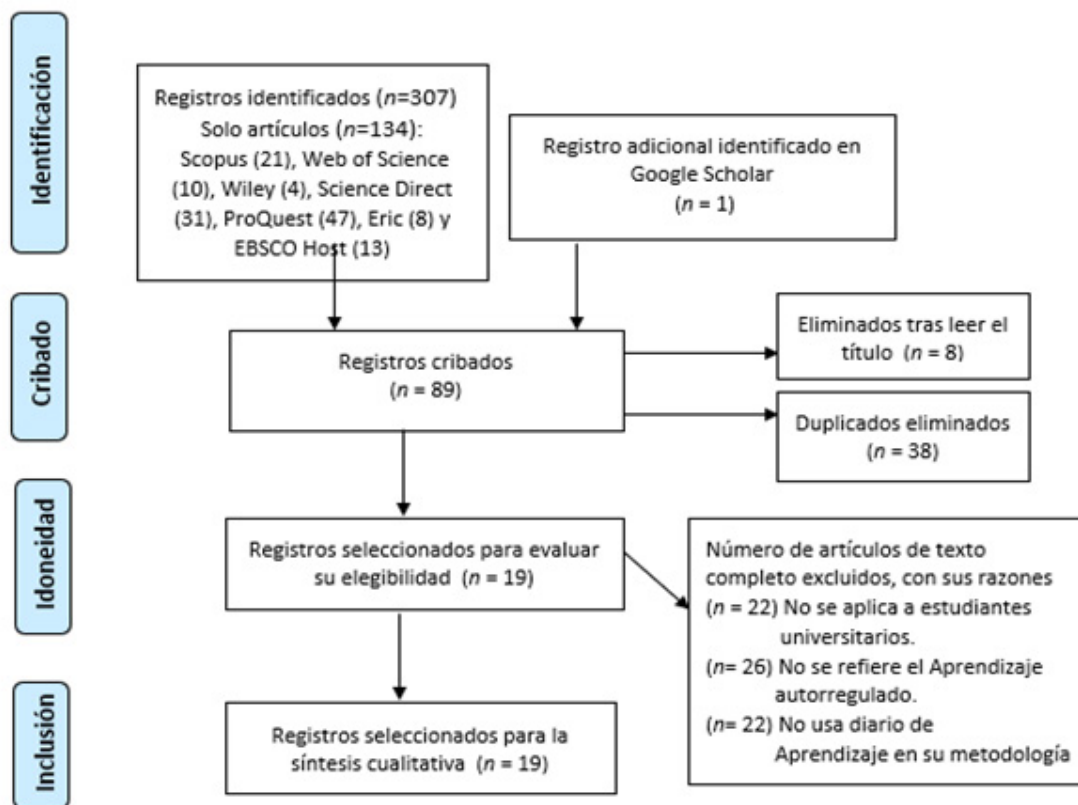 Identificación
Registros identificados (n=307)
Solo artículos (n=134):
Scopus (21), Web of Science
(10), Wiley (4), Science Direct
(31), ProQuest (47), Eric (8) y
EBSCO Host (13)
Registro adicional identificado en
Google Scholar
(n = 1)
Cribado
Registros cribados
(n = 89)
Eliminados tras leer el
título (n = 8)
Duplicados eliminados
(n = 38)
Idoneidad
Registros seleccionados para evaluar
su elegibilidad (n = 19)
Número de artículos de texto
completo excluidos, con sus razones
(n = 22) No se aplica a estudiantes
universitarios.
(n= 26) No se refiere el Aprendizaje
autorregulado.
(n= 22) No usa diario de
Aprendizaje en su metodología
Inclusión
Registros seleccionados para la
síntesis cualitativa (n = 19)